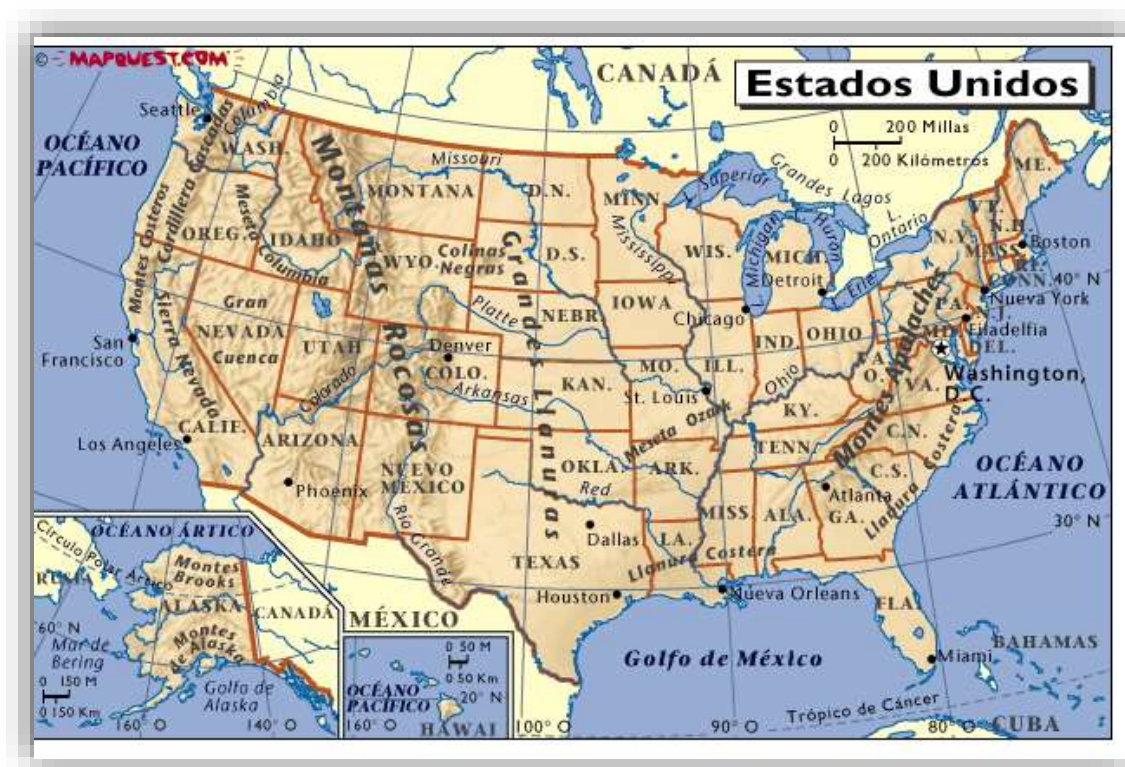 © MAPQUEST.COM
Estados Unidos
CANADÁ
0 200 Millas
0 200 Kilómetros
OCÉANO
PACÍFICO
Seattle
Columbia
WASH.
Cordillera Cascadas
Montes Costeros
OREG.
Meseta
Columbia
IDAHO
Montanas
Rocosas
MONTANA
Missouri
D.N.
MINN.
L. Superior
Grandes Lagos
ME.
WYO.
Colinas
Negras
D.S.
Mississippi
WIS.
L. Michigan
MICH.
L. Huron
L.
Ontario
L. Erie
N.Y.
VT.
N.H.
MASS.
Boston
R.I.
CONN.
40° N
Nueva York
N.J.
PA.
Filadelfia
DEL.
MD.
Washington,
D.C.
Detroit
Chicago
IOWA
NEBR.
Platte
Grandes Llanuras
Sierra Nevada
Gran
Cuenca
NEVADA
UTAH
San
Francisco
Denver
COLO.
Colorado
Arkansas
KAN.
MO.
ILL.
IND.
OHIO
Ohio
V.A.
O.
VA.
Montes Apalaches
St. Louis
Meseta Ozark
KY.
TENN.
C.N.
C.S.
Llanura Costera
OCÉANO
ATLÁNTICO
CALIF.
Los Angeles
ARIZONA
Phoenix
NUEVO
MÉXICO
OKLA.
Red
ARK.
MISS.
ALA.
GA.
Atlanta
30° N
TEXAS
Dallas
LA.
Llanura Costera
Houston
Nueva Orleans
FLA.
Miami
BAHAMAS
Río Grande
MÉXICO
Golfo de México
Trópico de Cáncer
CUBA
100° O
90° O
80° O
OCÉANO ÁRTICO
Círculo Polar Ártico
RUSIA
Montes
Brooks
ALASKA
CANADÁ
Montes
de Alaska
60° N
Mar de
Bering
0 150 M
0 150 Km
Golfo de
Alaska
160° O
140° O
0 50 M
0 50 Km
OCÉANO
PACÍFICO
20° N
160° O
HAWAI